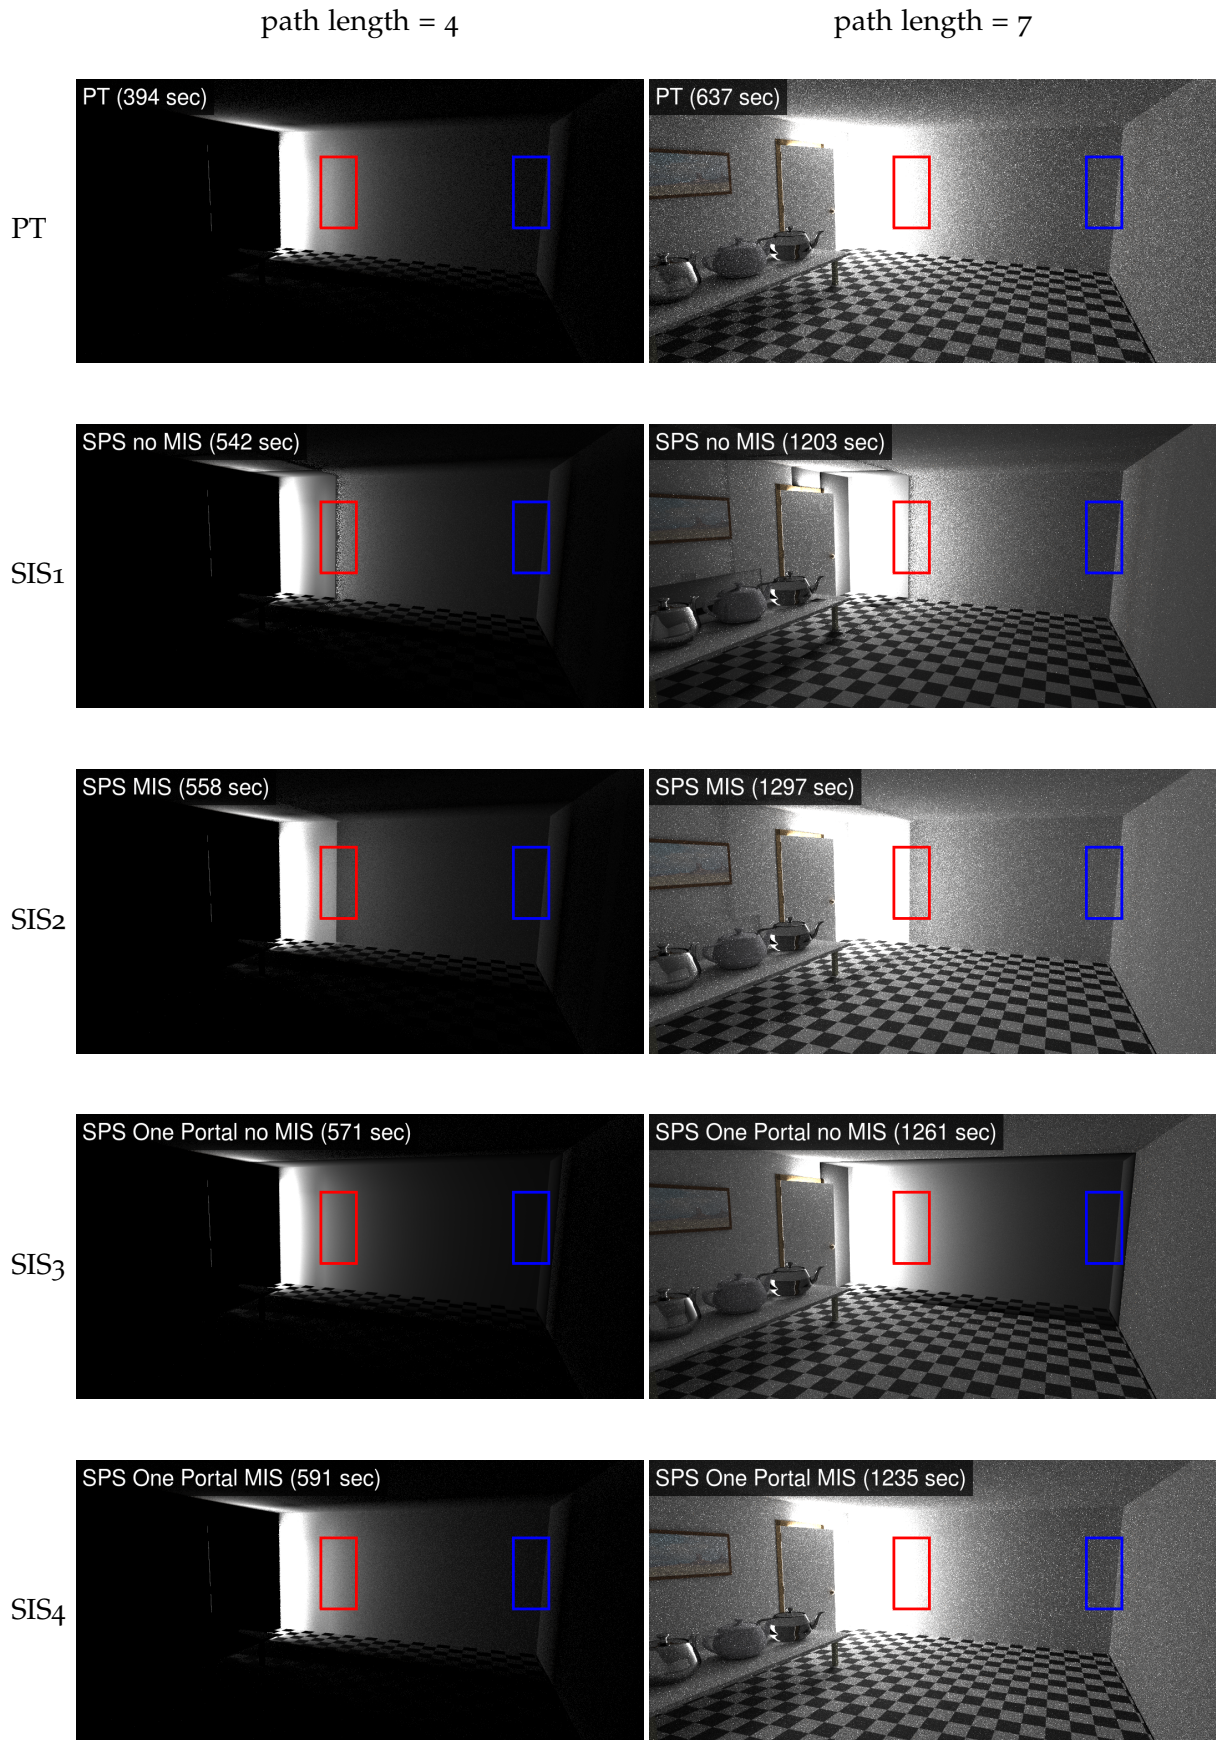 path length = 4
path length = 7
PT
PT (394 sec)
PT (637 sec)
SIS1
SPS no MIS (542 sec)
SPS no MIS (1203 sec)
SIS2
SPS MIS (558 sec)
SPS MIS (1297 sec)
SIS3
SPS One Portal no MIS (571 sec)
SPS One Portal no MIS (1261 sec)
SIS4
SPS One Portal MIS (591 sec)
SPS One Portal MIS (1235 sec)